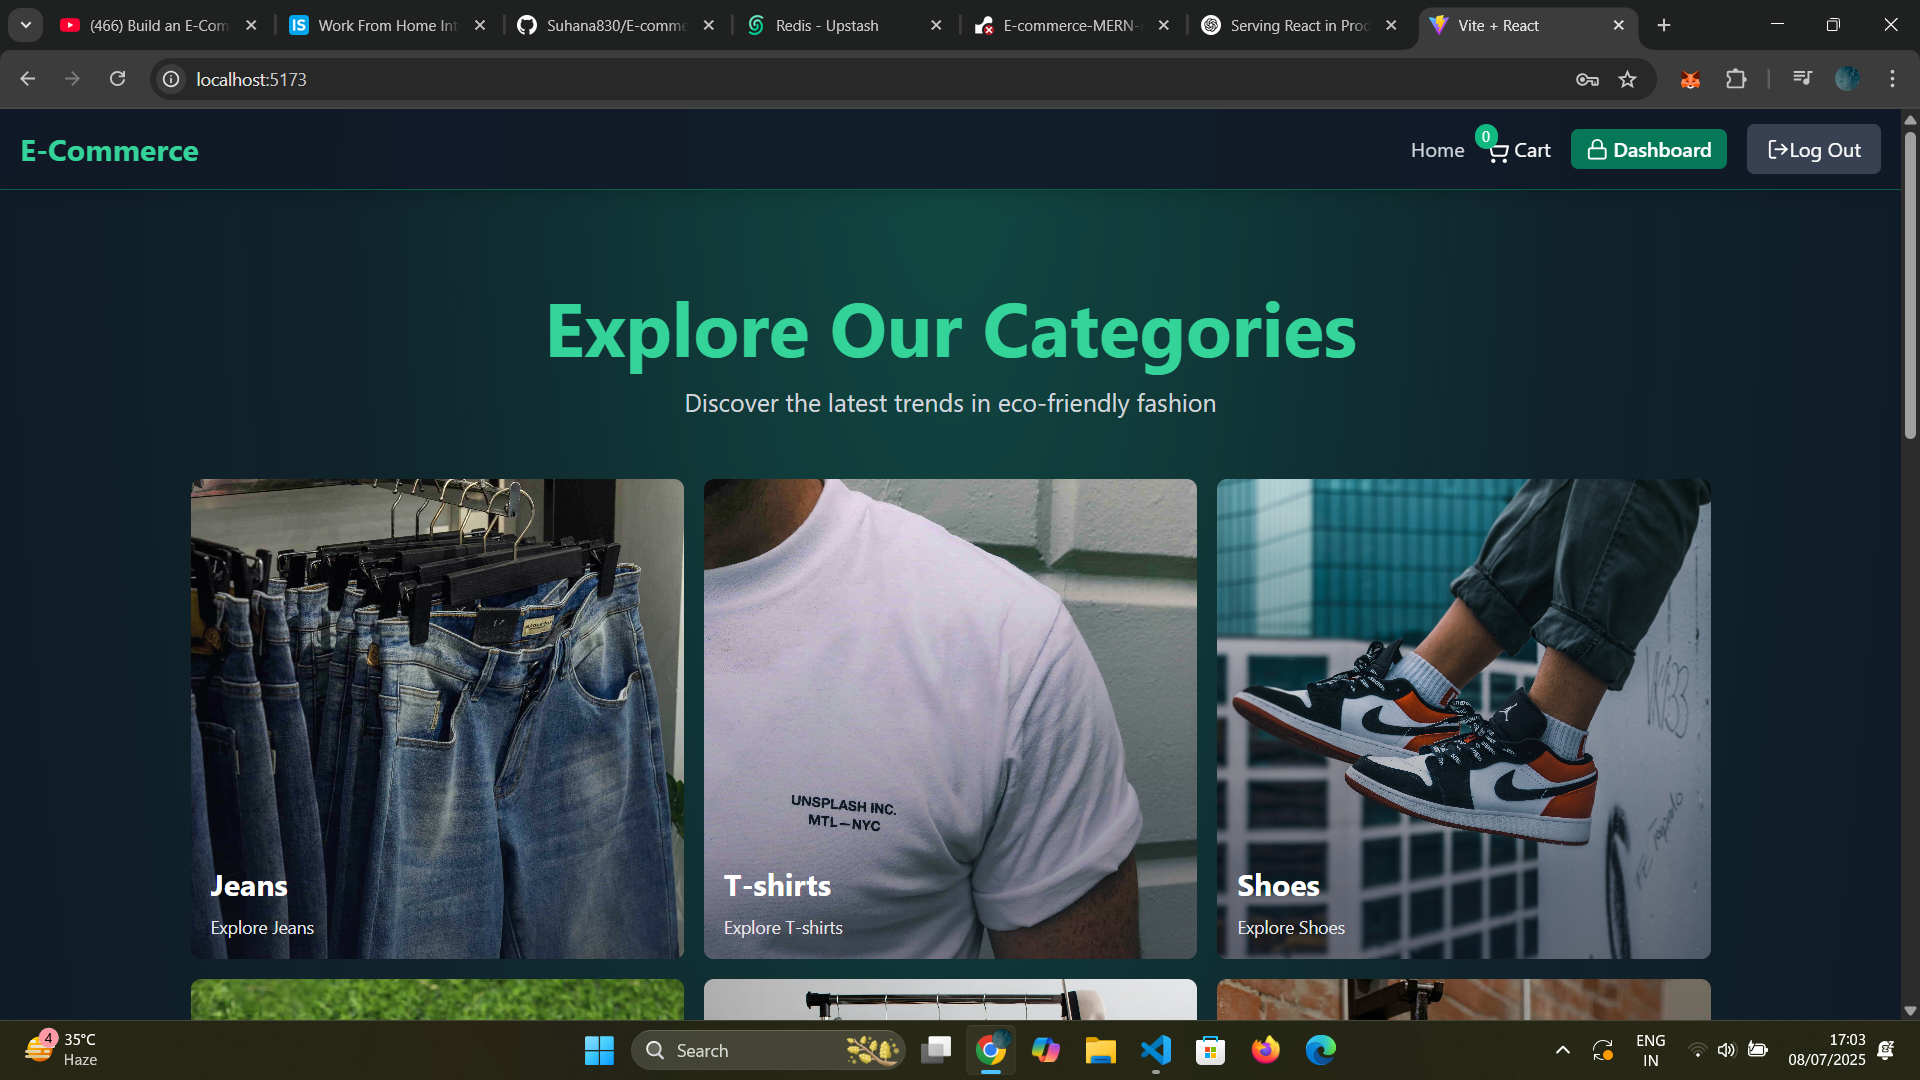 (466) Build an E-Com
Work From Home Int
Suhana830/E-comme
Redis - Upstash
E-commerce-MERN-
Serving React in Prod
Vite + React
localhost:5173
E-Commerce
Home
0
Cart
Dashboard
Log Out
Explore Our Categories
Discover the latest trends in eco-friendly fashion
UNSPLASH INC.
MTL—NYC
Jeans
Explore Jeans
T-shirts
Explore T-shirts
Shoes
Explore Shoes
4
35°C
Haze
Search
ENG
IN
17:03
08/07/2025